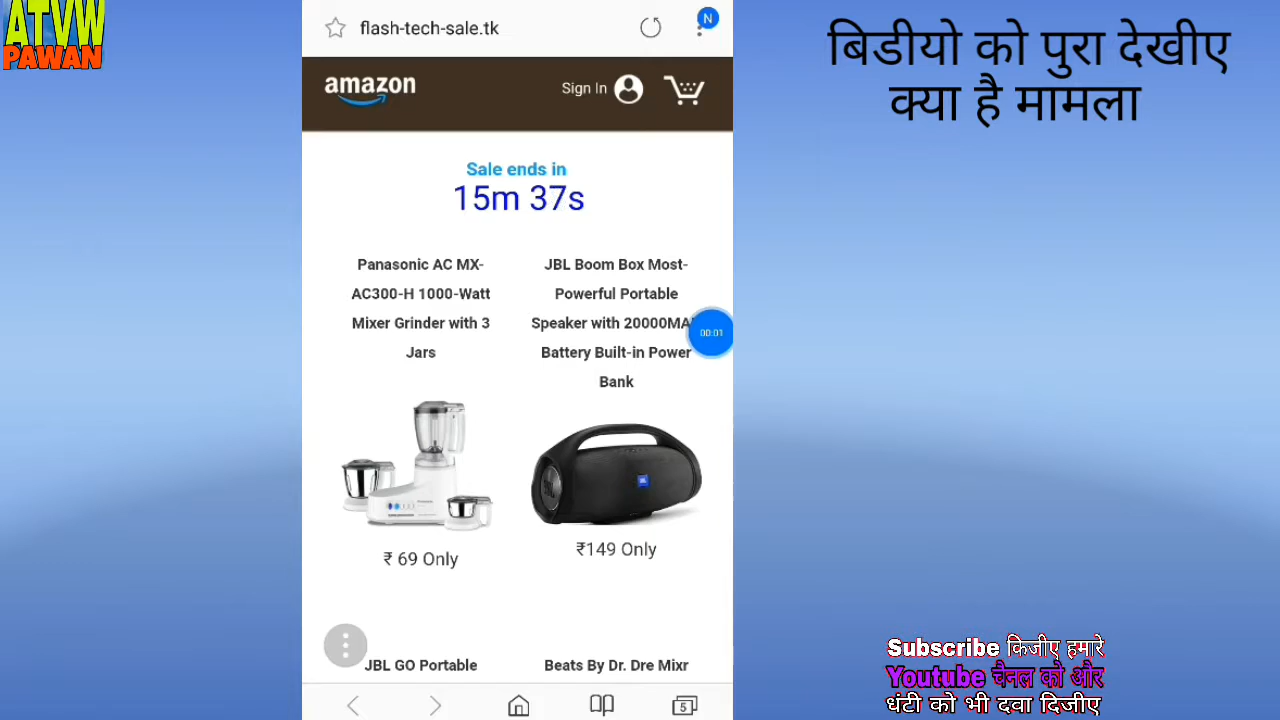 ATVW
PAWAN
flash-tech-sale.tk
N
amazon
Sign In
Sale ends in
15m 37s
Panasonic AC MX-
AC300-H 1000-Watt
Mixer Grinder with 3
Jars
₹ 69 Only
JBL Boom Box Most-
Powerful Portable
Speaker with 20000MA
Battery Built-in Power
Bank
JBL
₹149 Only
00:01
JBL GO Portable
Beats By Dr. Dre Mixr
5
बिडीयो को पुरा देखीए
क्या है मामला
Subscribe किजीए हमारे
Youtube चैनल को और
धंटी को भी दवा दिजीए